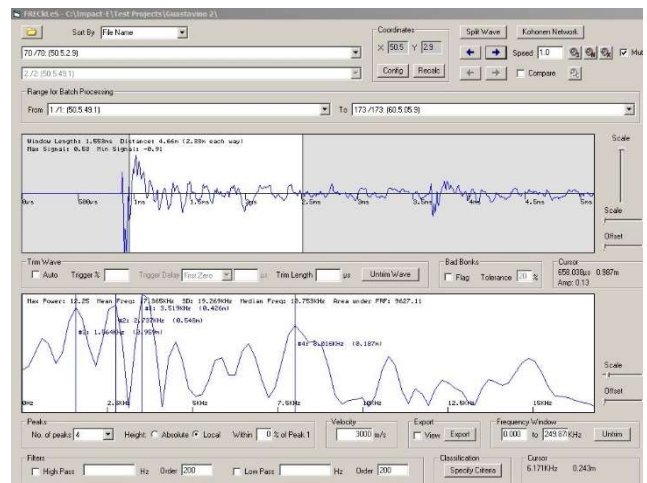 FRECkLeS - C:\Impact-E\Test Projects\Guastavino 2\
Sort By File Name
Coordinates
X 50.5 Y 2.9
Split Wave Kohonen Network
70 /70: (50.5.2.9)
Speed 1.0
2 /2: (50.5.49.1)
Config Recalc
Compare
Range for Batch Processing
From 1 /1: (50.5.49.1) To 173 /173: (60.5.05.9)
Window Length: 1.550ms Distance: 4.66m (2.33m each way)
Max Signal: 0.53 Min Signal: -0.91
Scale
0us 500us 1ms 1.5ms 2ms 2.5ms 3ms 3.5ms 4ms 4.5ms 5ms
Scale
Offset
Trim Wave
Auto Trigger % Trigger Delay First Zero µs Trim Length µs Untrim Wave
Bad Bonks
Flag Tolerance 20 %
Cursor
658.038µs 0.987m
Amp: 0.13
Max Power: 12.25 Mean Freq: 17.365KHz SD: 19.269KHz Median Freq: 10.753KHz Area under FRF: 9627.11
#1: 3.519KHz (0.426m)
#2: 2.737KHz (0.548m)
#3: 1.564KHz (0.959m)
#4: 8.016KHz (0.187m)
Scale
Offset
0Hz 2.5KHz 5KHz 7.5KHz 10KHz 12.5KHz 15KHz
Peaks
No. of peaks 4 Height: Absolute Local Within 0 % of Peak 1
Velocity
3000 m/s
Export
View Export
Frequency Window
0.000 to 249.87 KHz Untrim
Filters
High Pass Hz Order 200 Low Pass Hz Order 200
Classification
Specify Criteria
Cursor
6.171KHz 0.243m